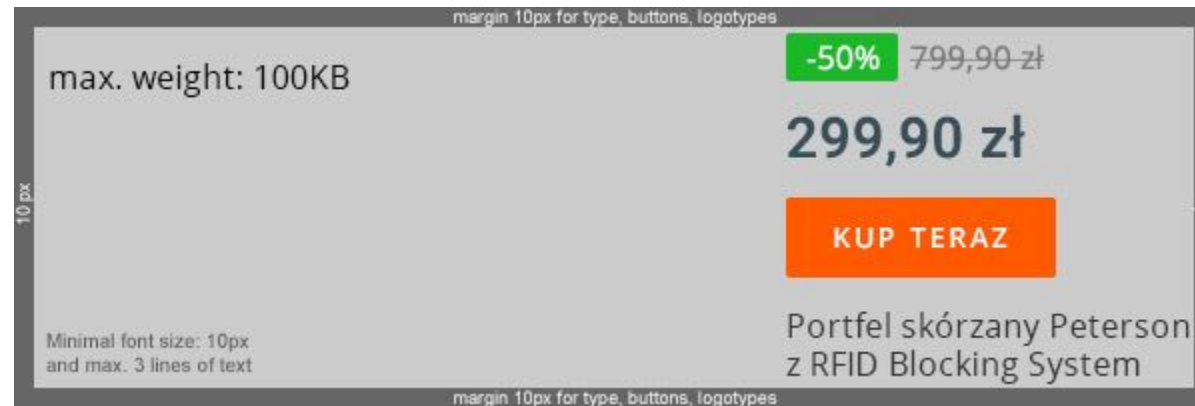 margin 10px for type, buttons, logotypes
max. weight: 100KB
-50% 799,90 zł
299,90 zł
10 px
KUP TERAZ
Minimal font size: 10px
and max. 3 lines of text
Portfel skórzany Peterson
z RFID Blocking System
margin 10px for type, buttons, logotypes